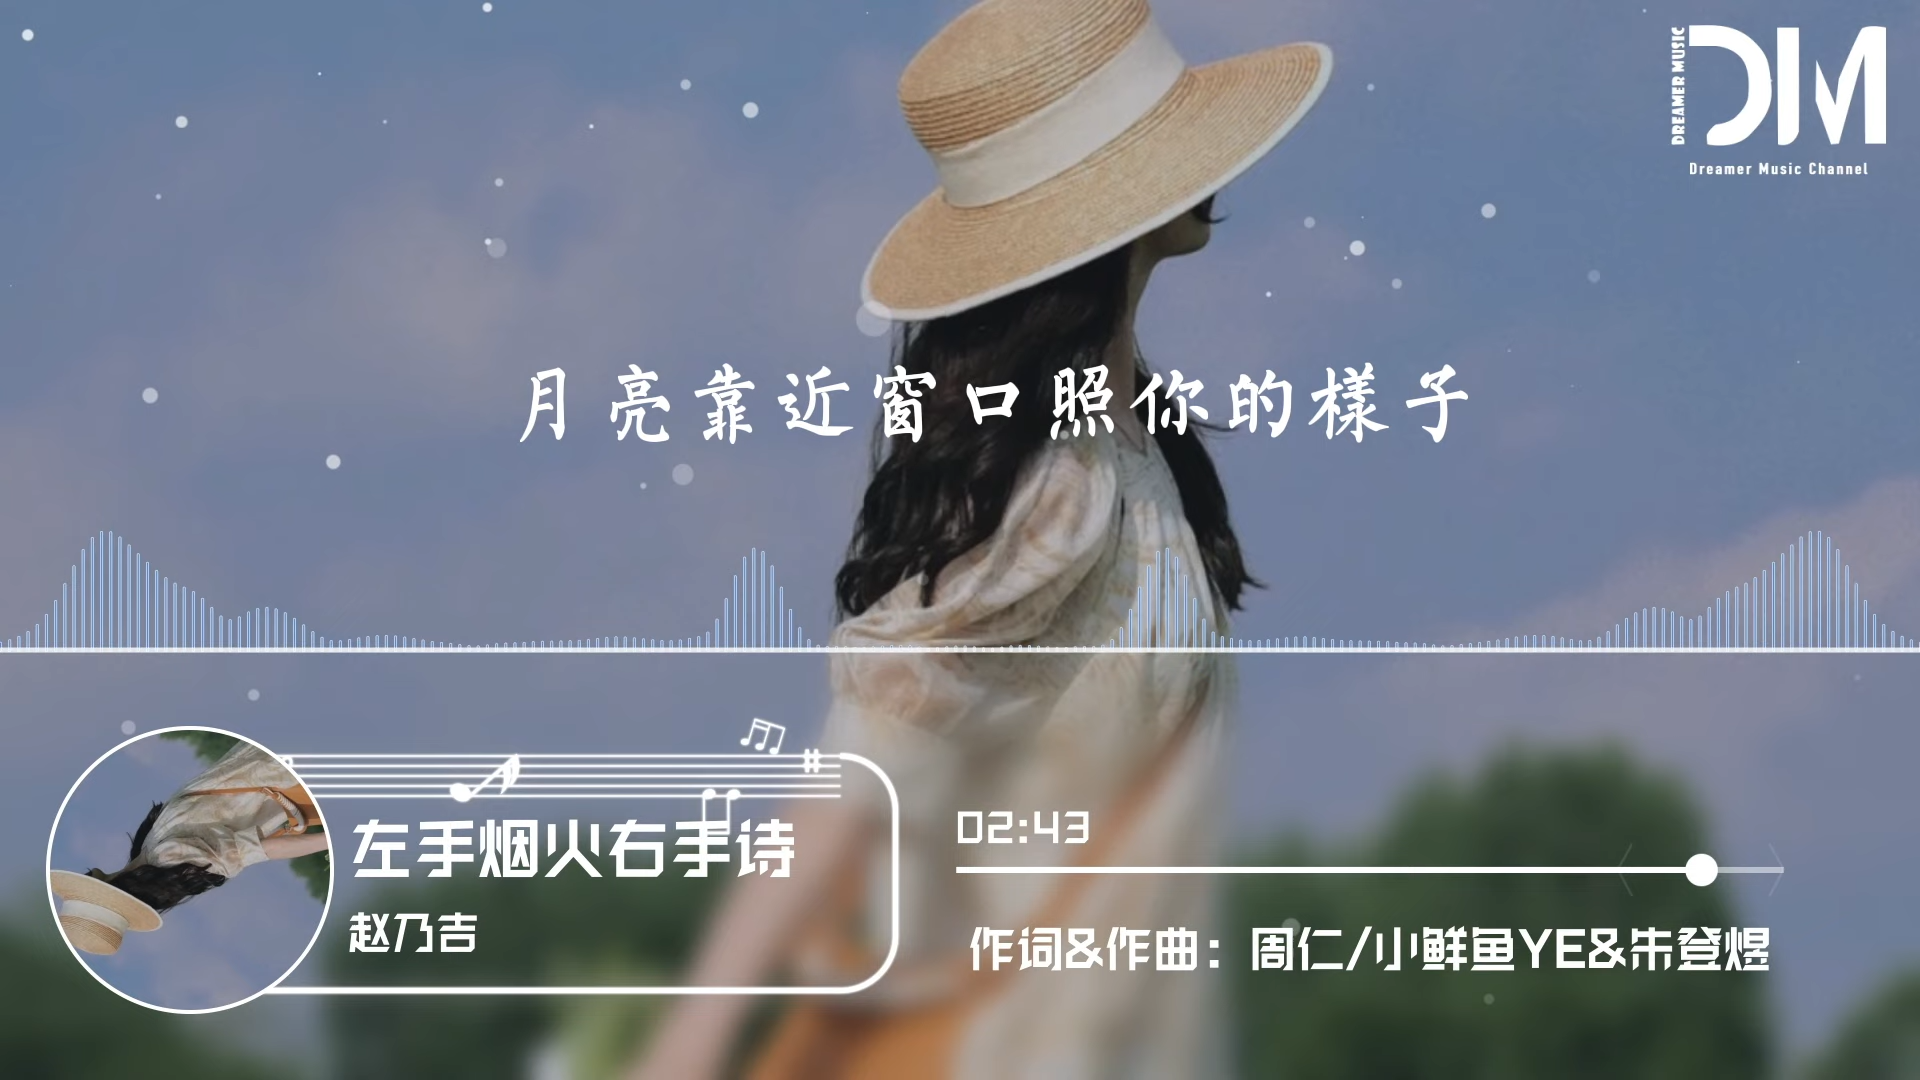 DREAMER MUSIC
DM
Dreamer Music Channel
月亮靠近窗口照你的樣子
左手烟火右手诗
赵乃吉
02:43
作词&作曲：周仁/小鲜鱼YE&朱登煜